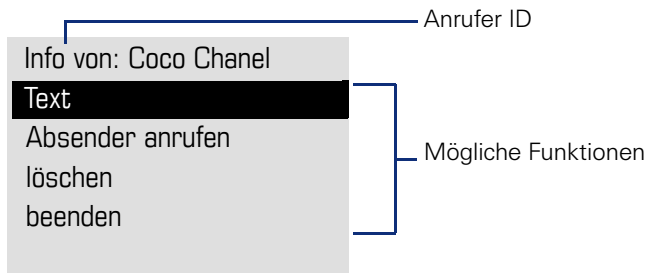 Anrufer ID
Info von: Coco Chanel
Text
Absender anrufen
löschen
beenden
Mögliche Funktionen